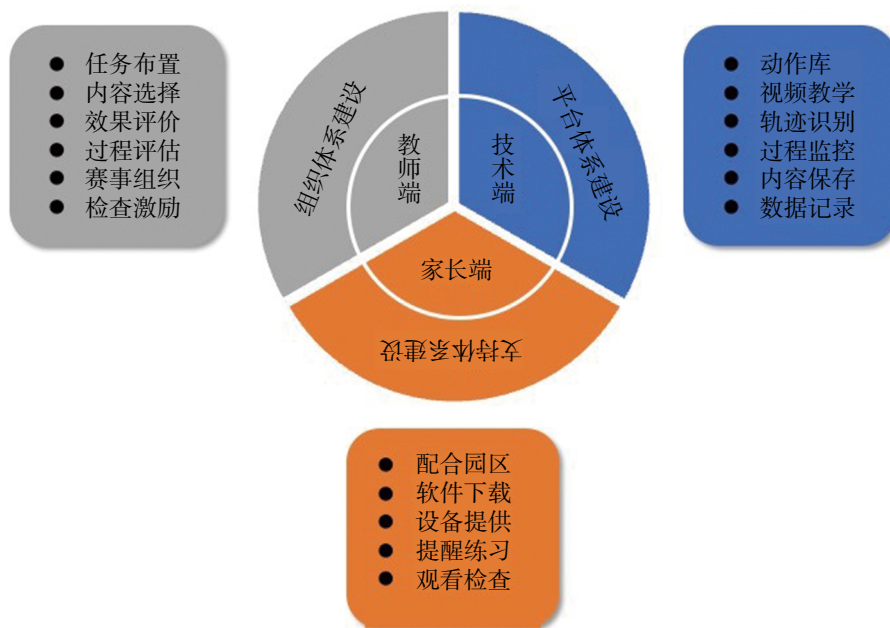 任务布置
内容选择
效果评价
过程评估
赛事组织
检查激励
组织体系建设
教师端
技术端
平台体系建设
家长端
支持体系建设
动作库
视频教学
轨迹识别
过程监控
内容保存
数据记录
配合园区
软件下载
设备提供
提醒练习
观看检查